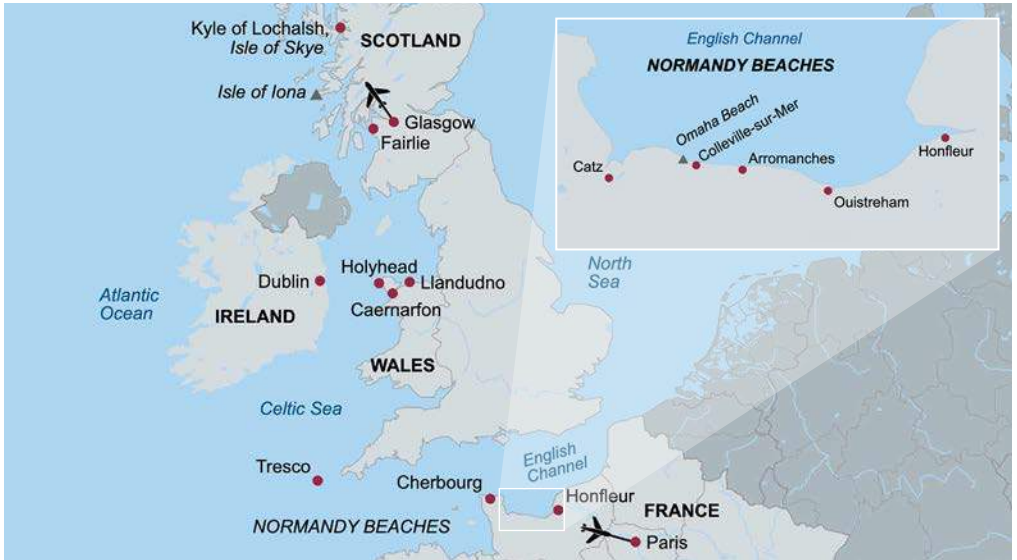 Kyle of Lochalsh,
Isle of Skye
SCOTLAND
Isle of Iona
Glasgow
Fairlie
English Channel
NORMANDY BEACHES
Omaha Beach
Colleville-sur-Mer
Catz
Arromanches
Honfleur
Ouistreham
North
Sea
Atlantic
Ocean
Dublin
IRELAND
Holyhead
Llandudno
Caernarfon
WALES
Celtic Sea
Tresco
English
Channel
Cherbourg
Honfleur
NORMANDY BEACHES
FRANCE
Paris